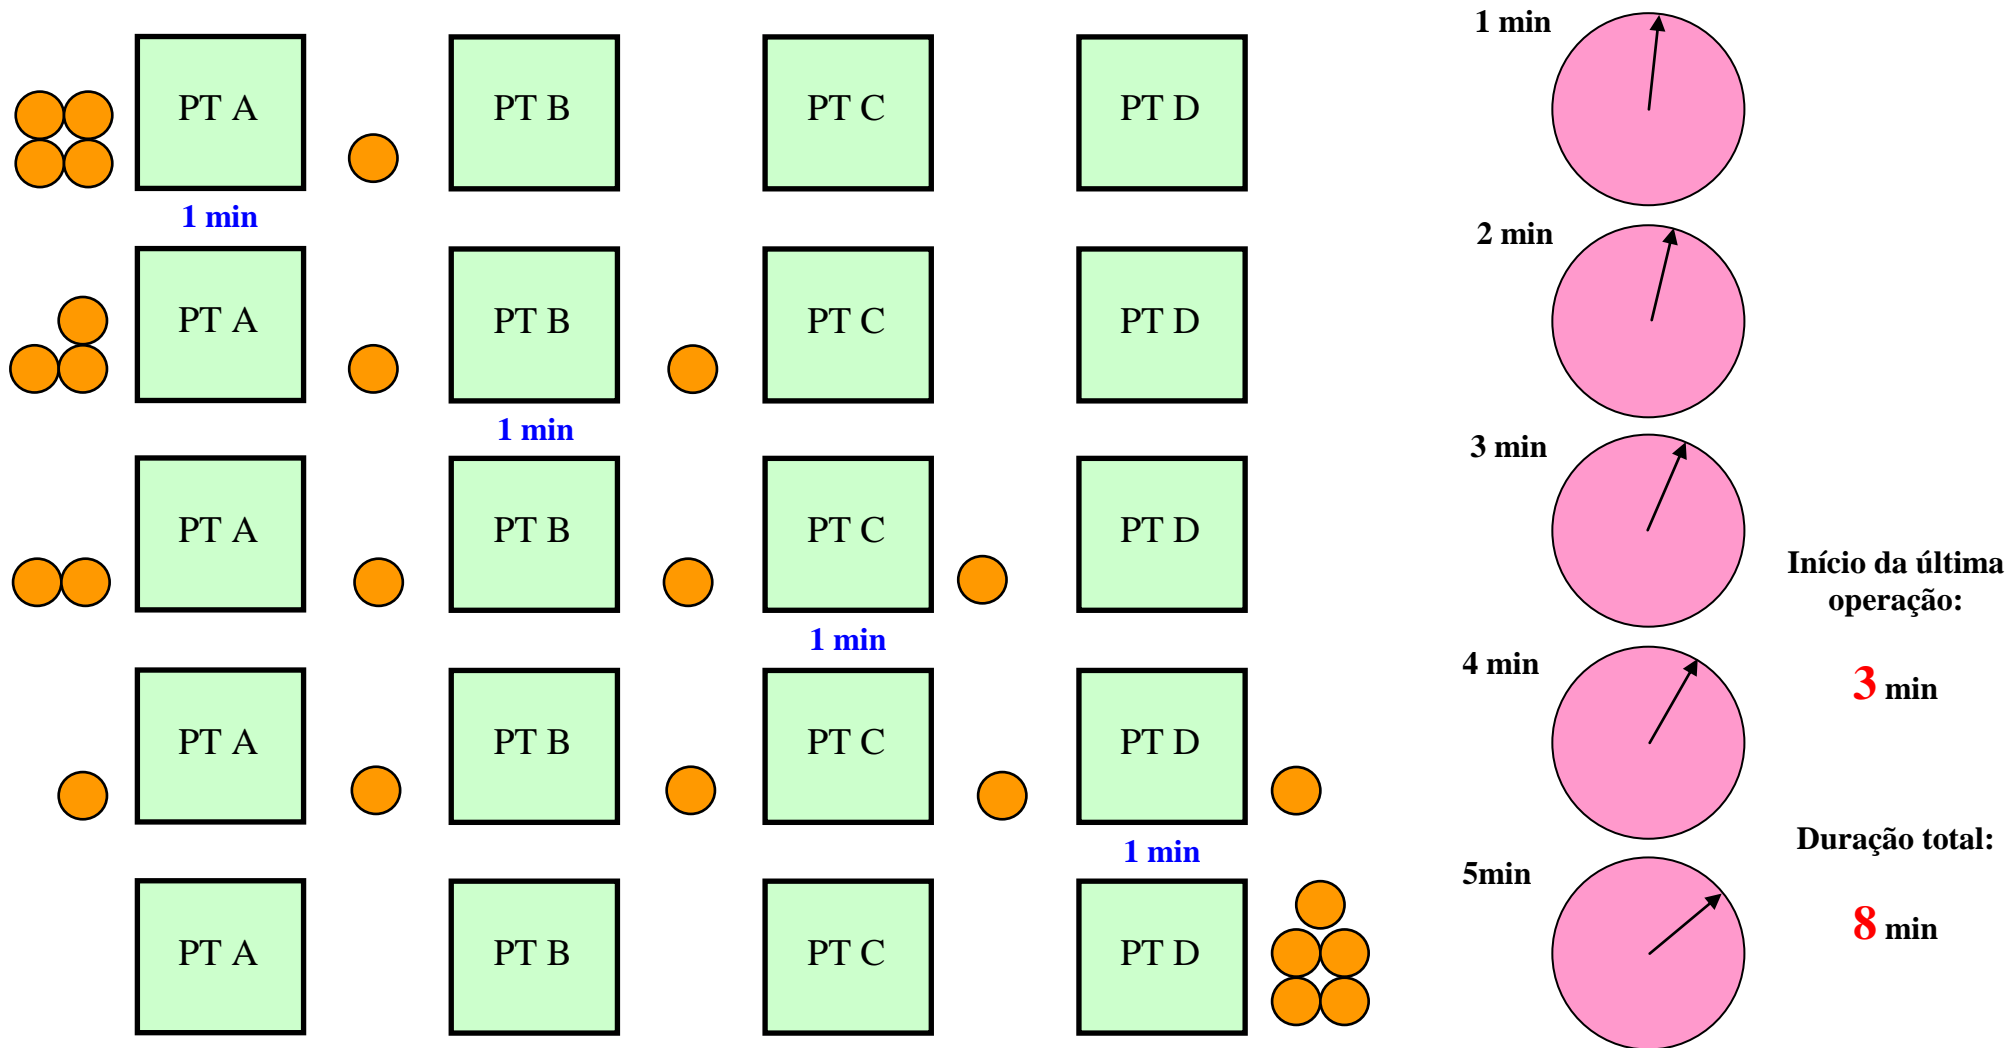 1 min
PT A
PT B
PT C
PT D
1 min
2 min
PT A
PT B
PT C
PT D
1 min
3 min
PT A
PT B
PT C
PT D
1 min
Início da última
operação:
3 min
4 min
PT A
PT B
PT C
PT D
1 min
Duração total:
8 min
5min
PT A
PT B
PT C
PT D